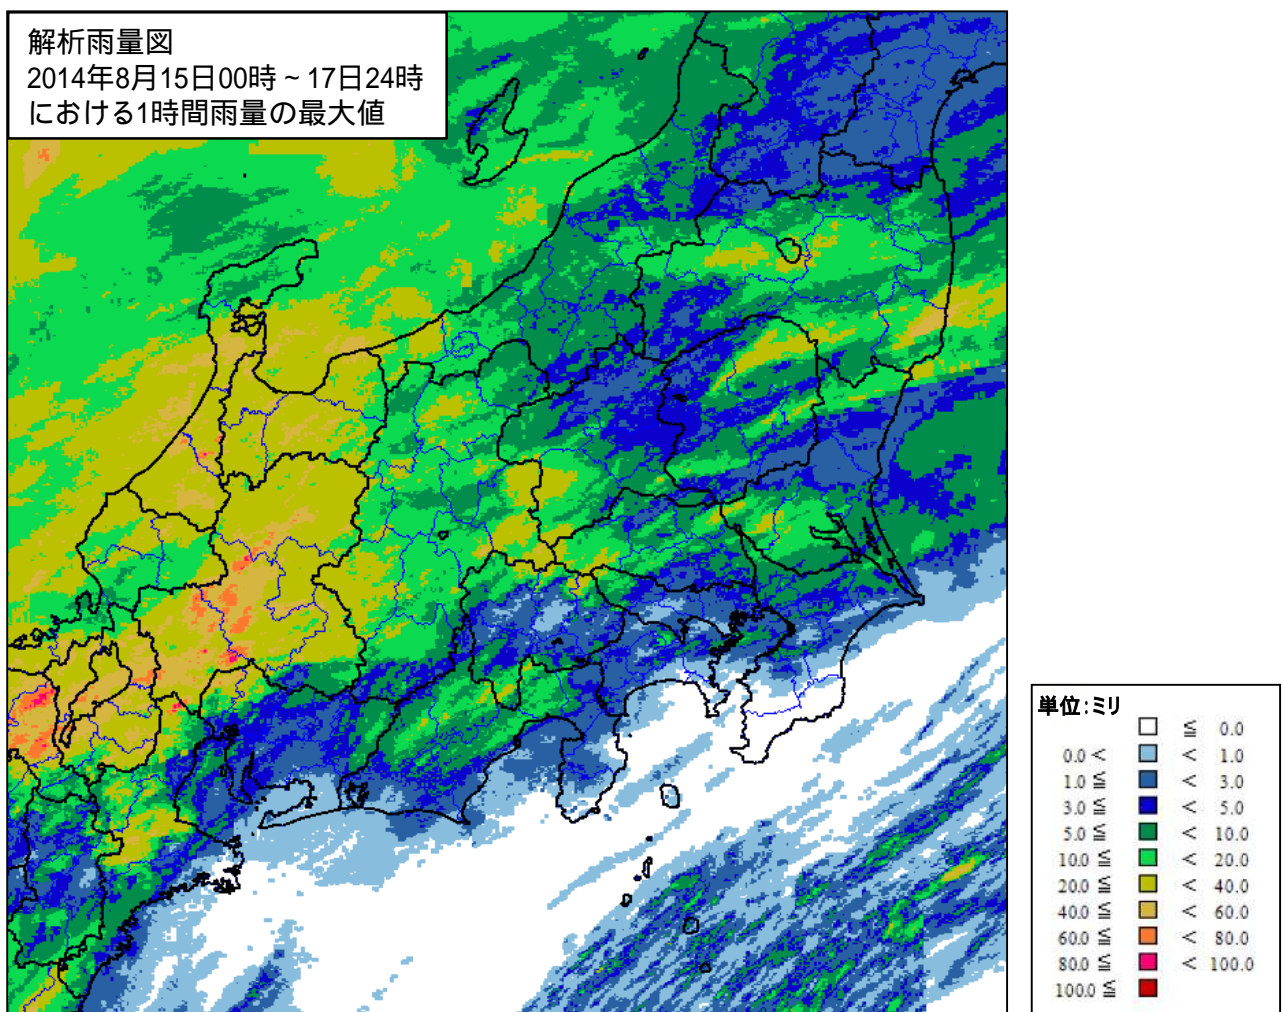 解析雨量図
2014年8月15日00時~17日24時
における1時間雨量の最大値
単位:ミリ
≦ 0.0
0.0 < < 1.0
1.0 ≦ < 3.0
3.0 ≦ < 5.0
5.0 ≦ < 10.0
10.0 ≦ < 20.0
20.0 ≦ < 40.0
40.0 ≦ < 60.0
60.0 ≦ < 80.0
80.0 ≦ < 100.0
100.0 ≦